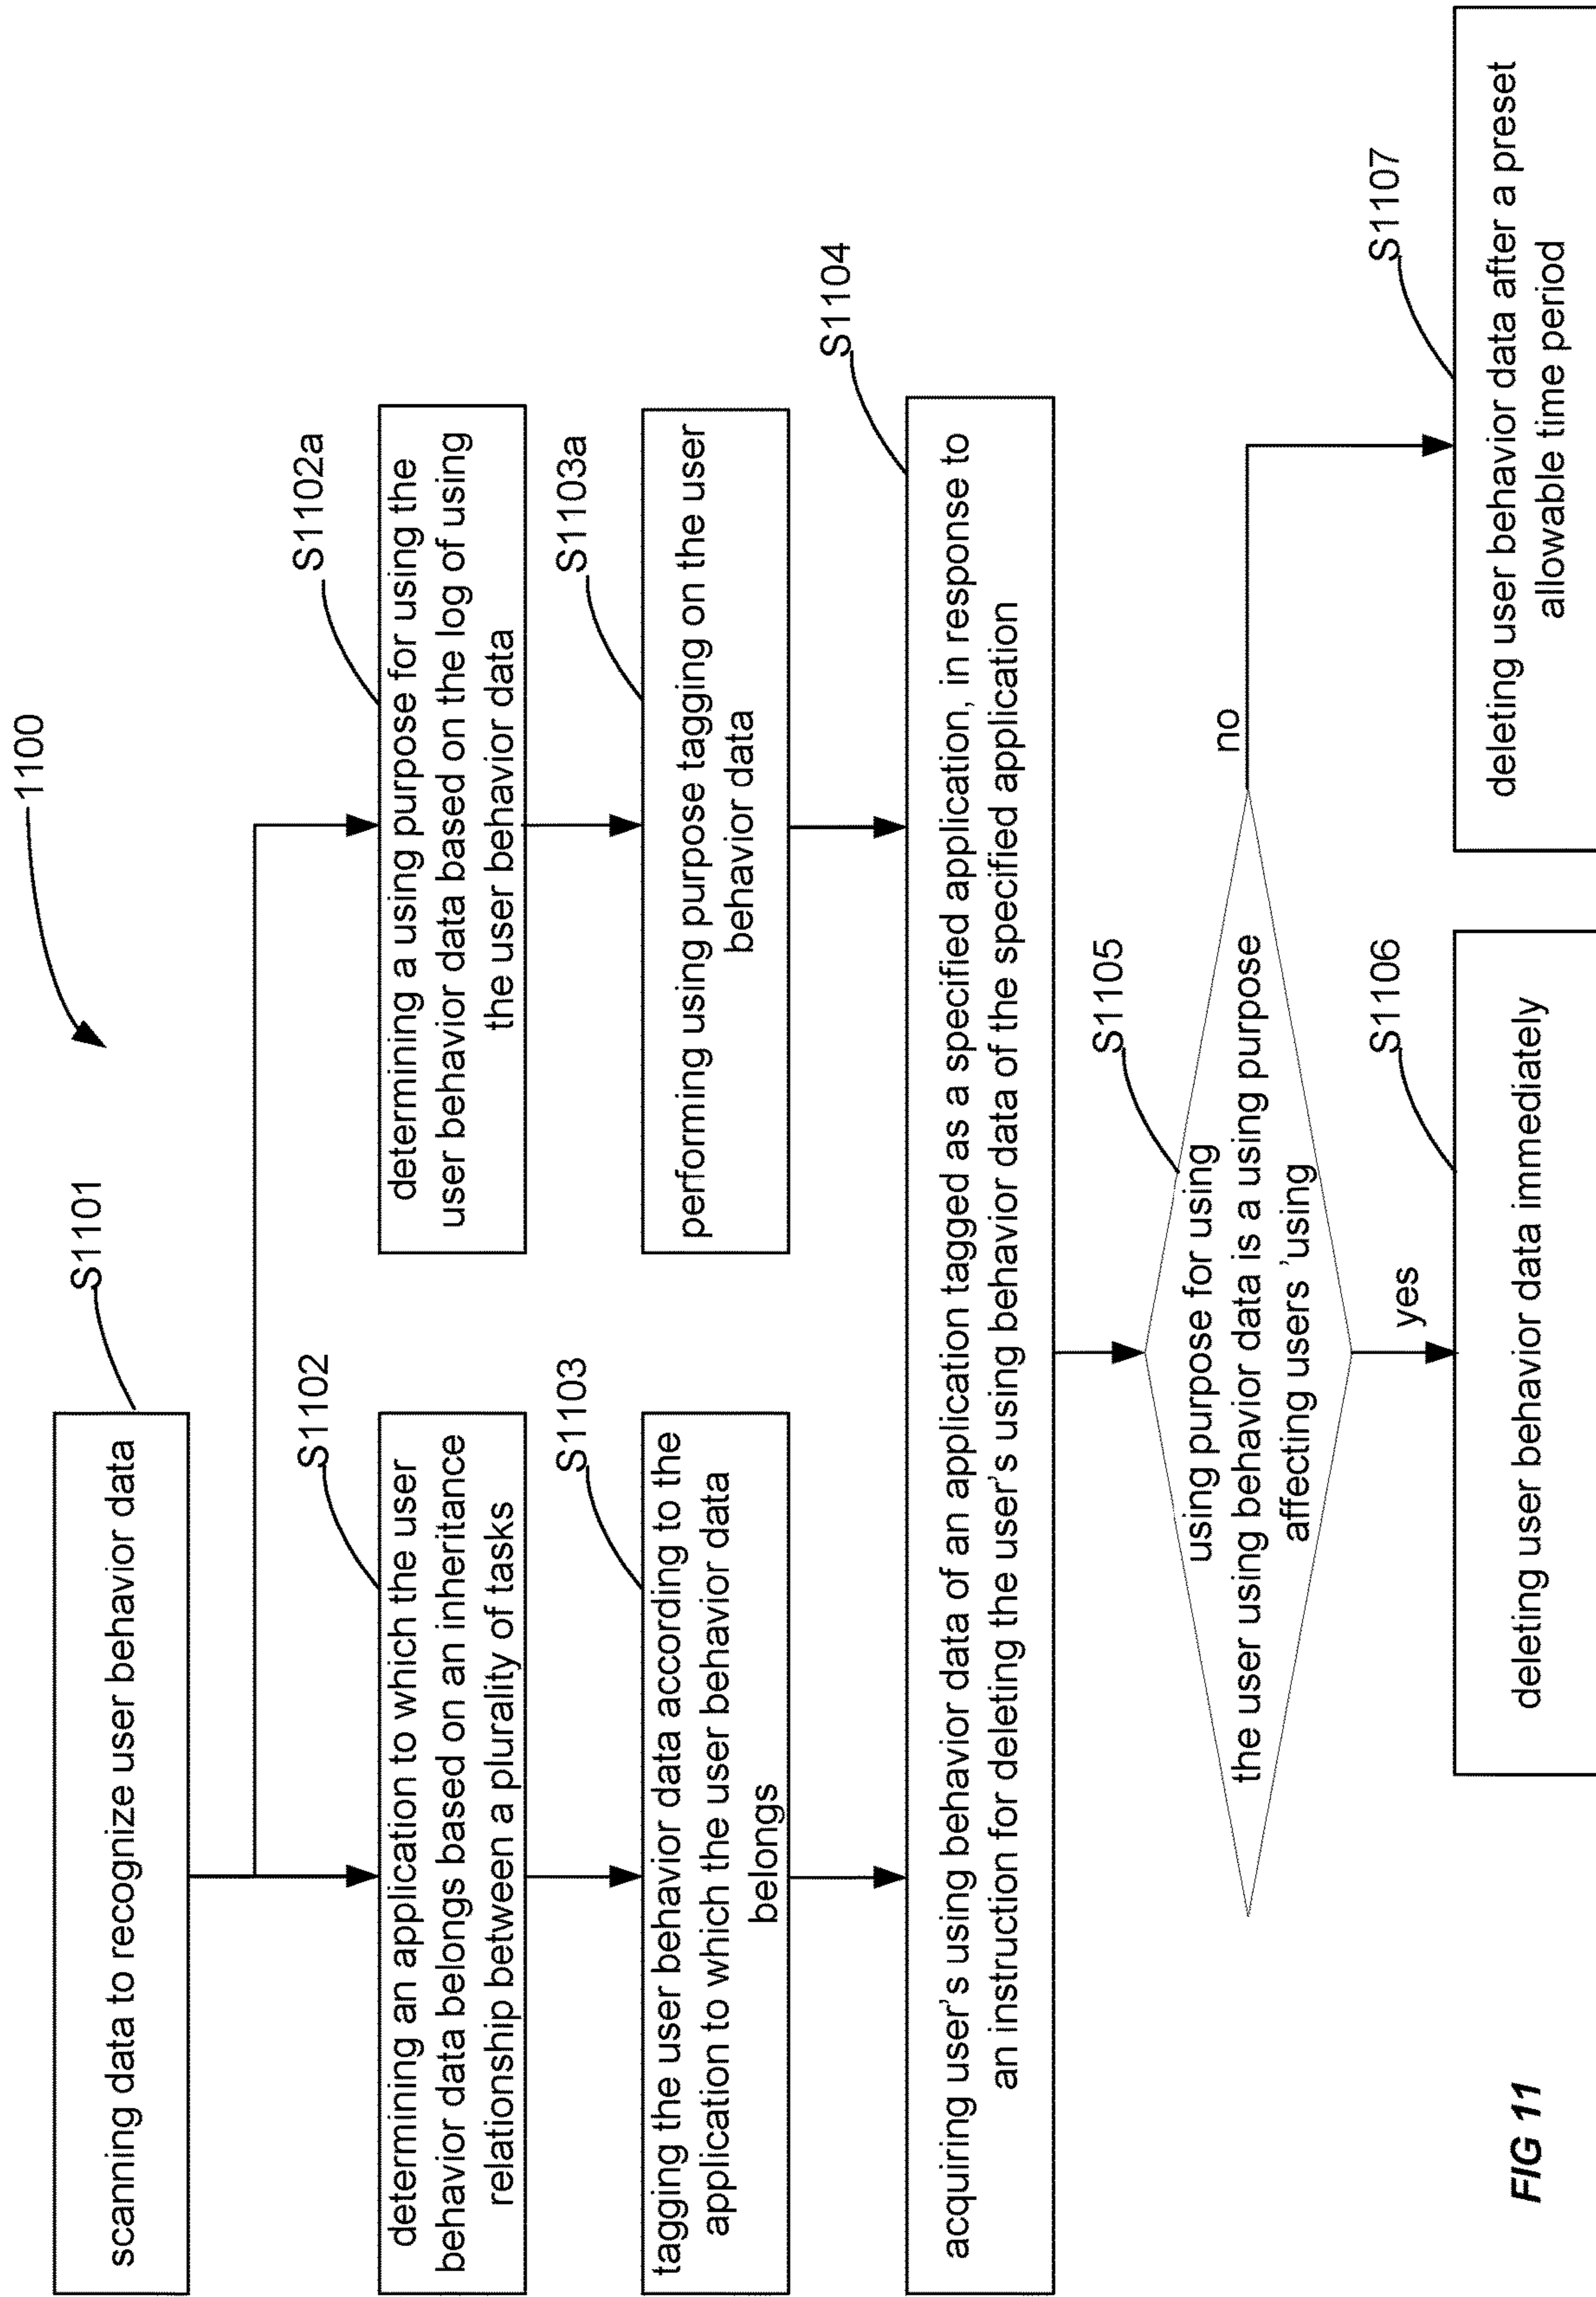 1100
S1101
scanning data to recognize user behavior data
S1102
determining an application to which the user
behavior data belongs based on an inheritance
relationship between a plurality of tasks
S1102a
determining a using purpose for using the
user behavior data based on the log of using
the user behavior data
S1103
tagging the user behavior data according to the
application to which the user behavior data
belongs
S1103a
performing using purpose tagging on the user
behavior data
S1104
acquiring user's using behavior data of an application tagged as a specified application, in response to
an instruction for deleting the user's using behavior data of the specified application
S1105
using purpose for using
the user using behavior data is a using purpose
affecting users 'using
no
yes
S1106
deleting user behavior data immediately
S1107
deleting user behavior data after a preset
allowable time period
FIG 11